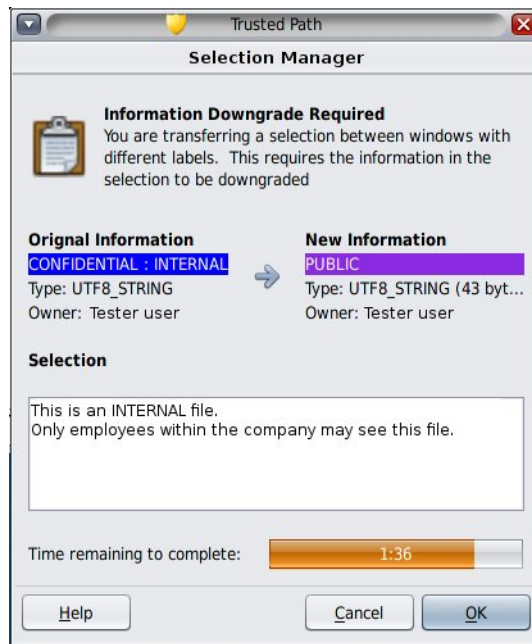 Trusted Path
Selection Manager
Information Downgrade Required
You are transferring a selection between windows with
different labels. This requires the information in the
selection to be downgraded
Orignal Information
CONFIDENTIAL : INTERNAL
Type: UTF8_STRING
Owner: Tester user
New Information
PUBLIC
Type: UTF8_STRING (43 byt...
Owner: Tester user
Selection
This is an INTERNAL file.
Only employees within the company may see this file.
Time remaining to complete:
1:36
Help
Cancel
OK